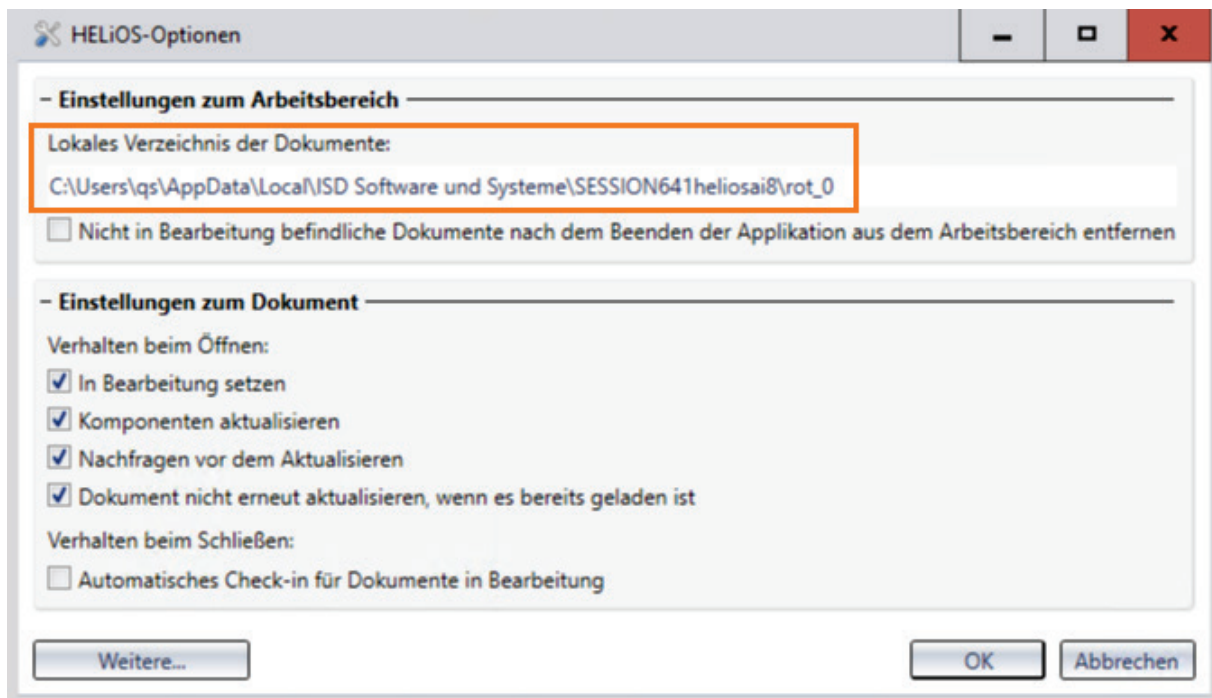 HELiOS-Optionen
Einstellungen zum Arbeitsbereich
Lokales Verzeichnis der Dokumente:
C:\Users\qs\AppData\Local\ISD Software und Systeme\SESSION641heliosai8\rot_0
Nicht in Bearbeitung befindliche Dokumente nach dem Beenden der Applikation aus dem Arbeitsbereich entfernen
Einstellungen zum Dokument
Verhalten beim Öffnen:
In Bearbeitung setzen
Komponenten aktualisieren
Nachfragen vor dem Aktualisieren
Dokument nicht erneut aktualisieren, wenn es bereits geladen ist
Verhalten beim Schließen:
Automatisches Check-in für Dokumente in Bearbeitung
Weitere... OK Abbrechen